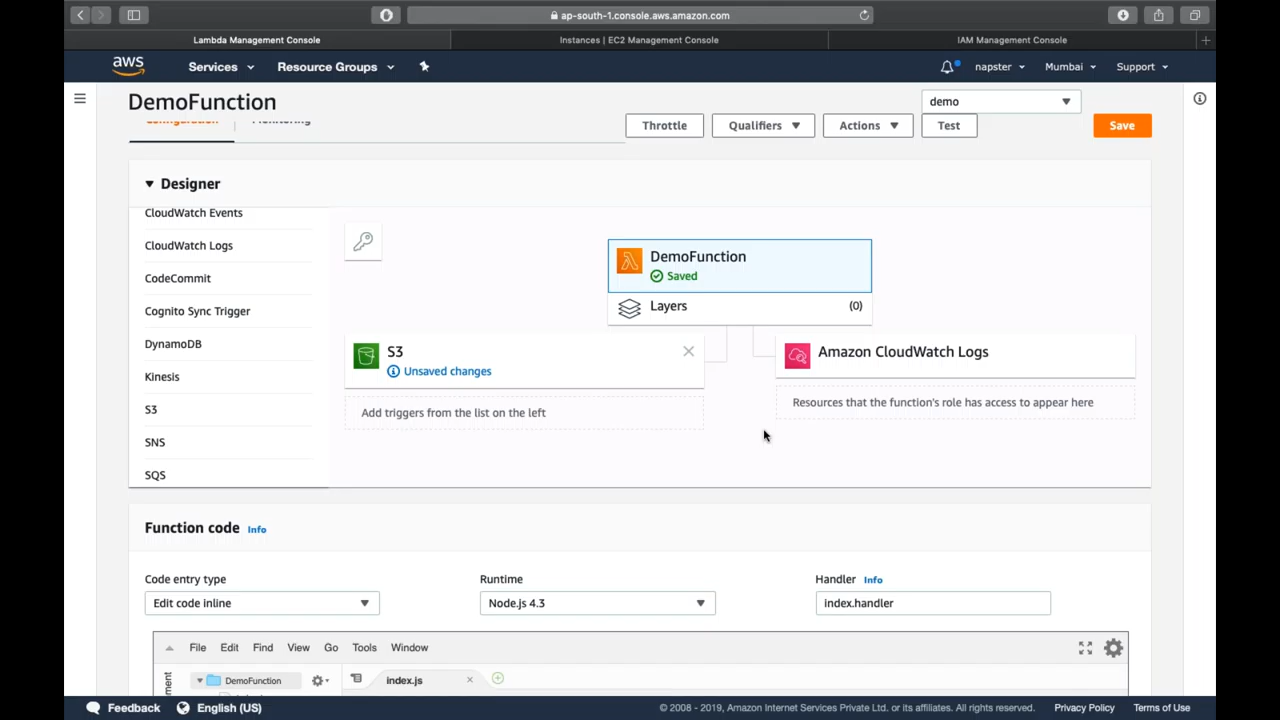 ap-south-1.console.aws.amazon.com
Lambda Management Console
Instances | EC2 Management Console
IAM Management Console
aws
Services
Resource Groups
napster
Mumbai
Support
DemoFunction
demo
Configuration
Monitoring
Throttle
Qualifiers
Actions
Test
Save
Designer
CloudWatch Events
CloudWatch Logs
CodeCommit
Cognito Sync Trigger
DynamoDB
Kinesis
S3
SNS
SQS
DemoFunction
Saved
Layers (0)
S3
Unsaved changes
Add triggers from the list on the left
Amazon CloudWatch Logs
Resources that the function's role has access to appear here
Function code Info
Code entry type
Edit code inline
Runtime
Node.js 4.3
Handler Info
index.handler
File Edit Find View Go Tools Window
DemoFunction
index.js
Feedback
English (US)
© 2008 - 2019, Amazon Internet Services Private Ltd. or its affiliates. All rights reserved.
Privacy Policy
Terms of Use